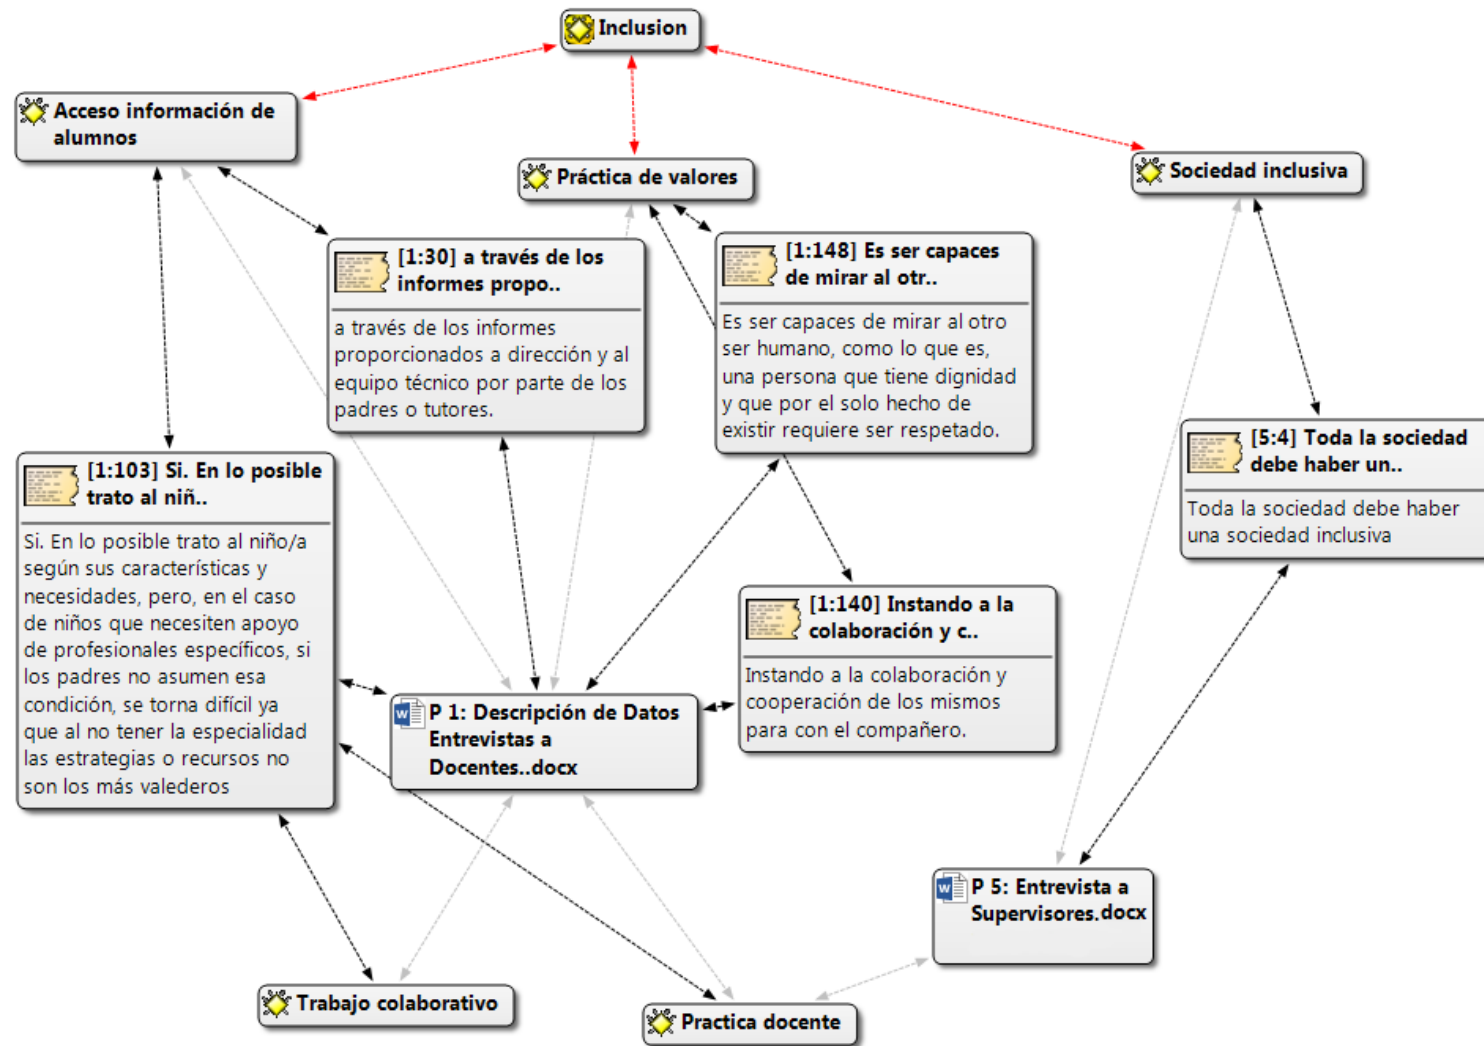 Inclusion
Acceso información de
alumnos
Práctica de valores
Sociedad inclusiva
[1:30] a través de los
informes propo..
a través de los informes
proporcionados a dirección y al
equipo técnico por parte de los
padres o tutores.
[1:148] Es ser capaces
de mirar al otr..
Es ser capaces de mirar al otro
ser humano, como lo que es,
una persona que tiene dignidad
y que por el solo hecho de
existir requiere ser respetado.
[5:4] Toda la sociedad
debe haber un..
Toda la sociedad debe haber
una sociedad inclusiva
[1:103] Si. En lo posible
trato al niñ..
Si. En lo posible trato al niño/a
según sus características y
necesidades, pero, en el caso
de niños que necesiten apoyo
de profesionales específicos, si
los padres no asumen esa
condición, se torna difícil ya
que al no tener la especialidad
las estrategias o recursos no
son los más valederos
[1:140] Instando a la
colaboración y c..
Instando a la colaboración y
cooperación de los mismos
para con el compañero.
P 1: Descripción de Datos
Entrevistas a
Docentes..docx
P 5: Entrevista a
Supervisores.docx
Trabajo colaborativo
Practica docente